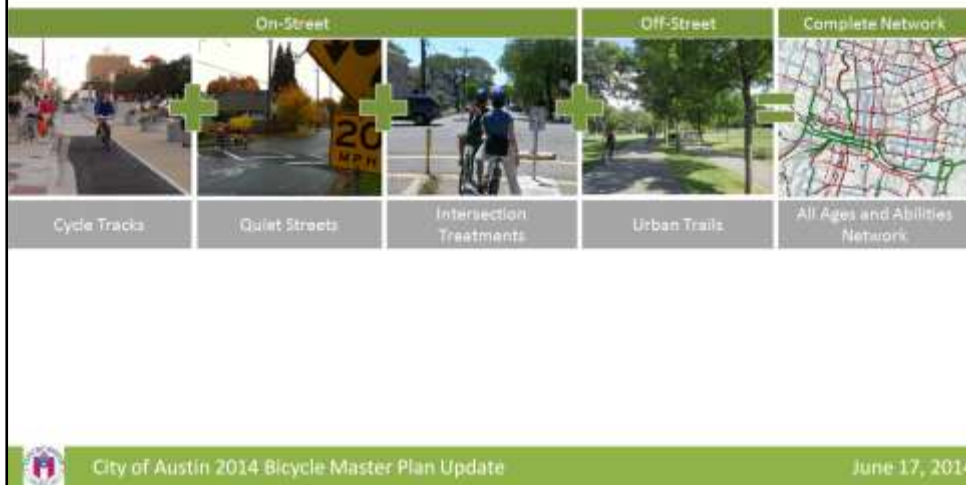 On-Street
Off-Street
Complete Network
20
MPH
Cycle Tracks
Quiet Streets
Intersection
Treatments
Urban Trails
All Ages and Abilities
Network
City of Austin 2014 Bicycle Master Plan Update
June 17, 2014